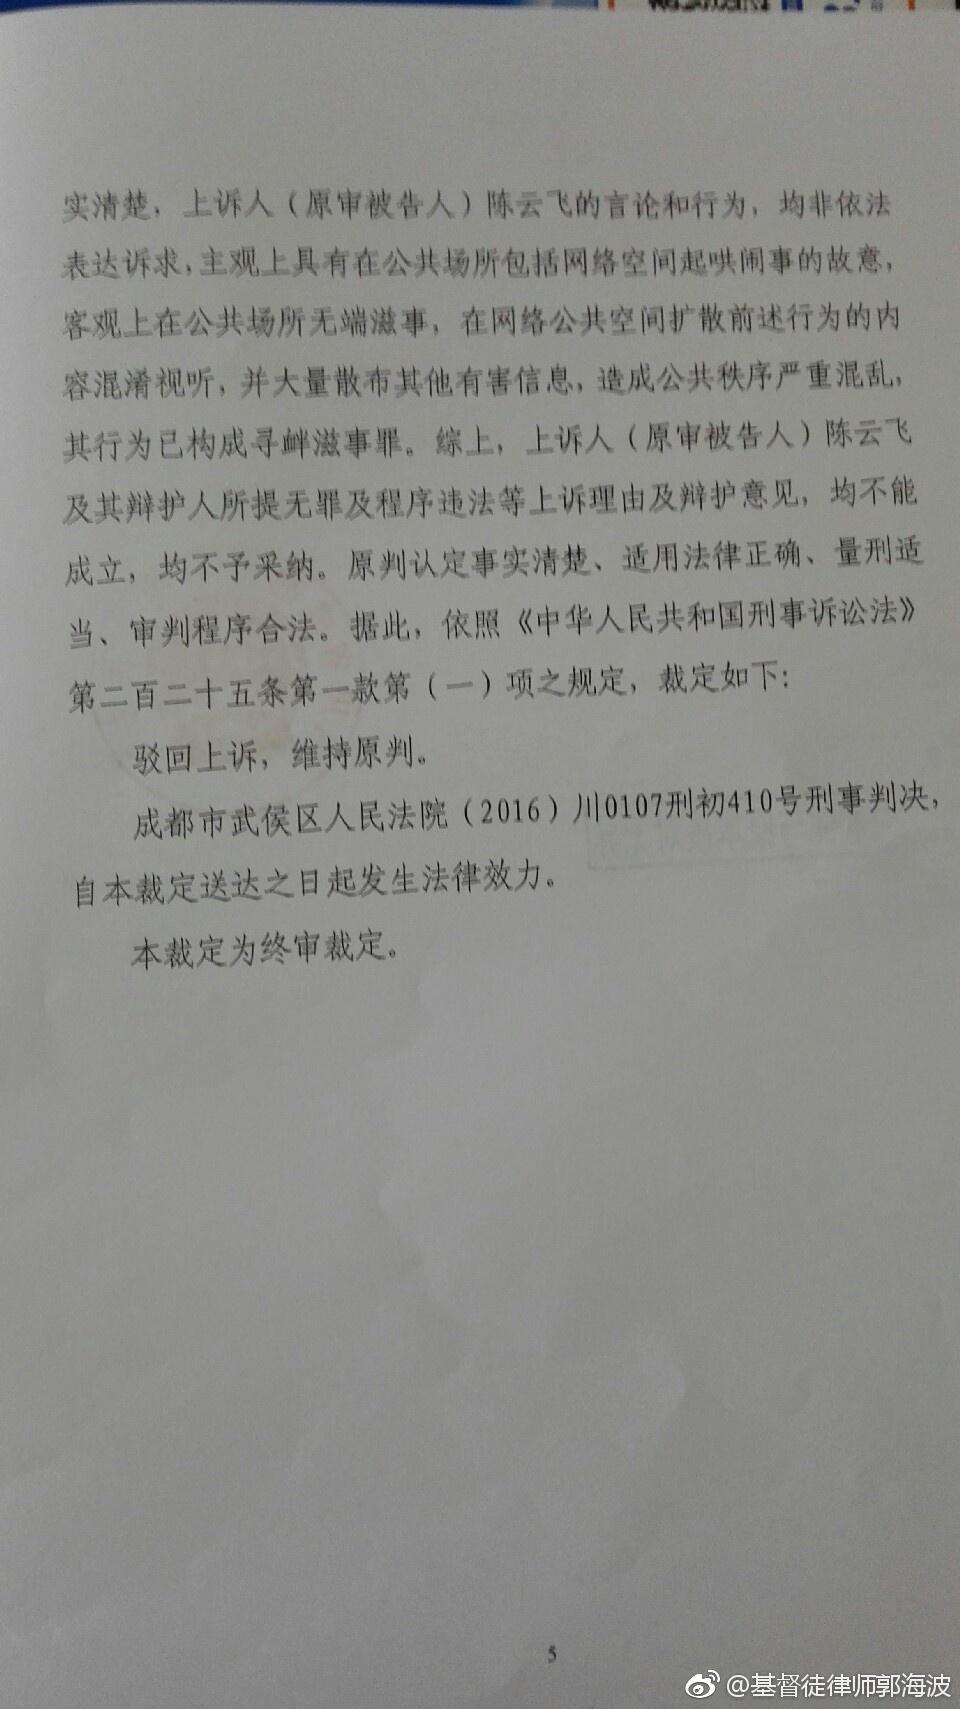 实清楚，上诉人（原审被告人）陈云飞的言论和行为，均非依法
表达诉求，主观上具有在公共场所包括网络空间起哄闹事的故意，
客观上在公共场所无端滋事，在网络公共空间扩散前述行为的内
容混淆视听，并大量散布其他有害信息，造成公共秩序严重混乱，
其行为已构成寻衅滋事罪。综上，上诉人（原审被告人）陈云飞
及其辩护人所提无罪及程序违法等上诉理由及辩护意见，均不能
成立，均不予采纳。原判认定事实清楚、适用法律正确、量刑适
当、审判程序合法。据此，依照《中华人民共和国刑事诉讼法》
第二百二十五条第一款第（一）项之规定，裁定如下：
驳回上诉，维持原判。
成都市武侯区人民法院（2016）川0107刑初410号刑事判决，
自本裁定送达之日起发生法律效力。
本裁定为终审裁定。
5
@基督徒律师郭海波